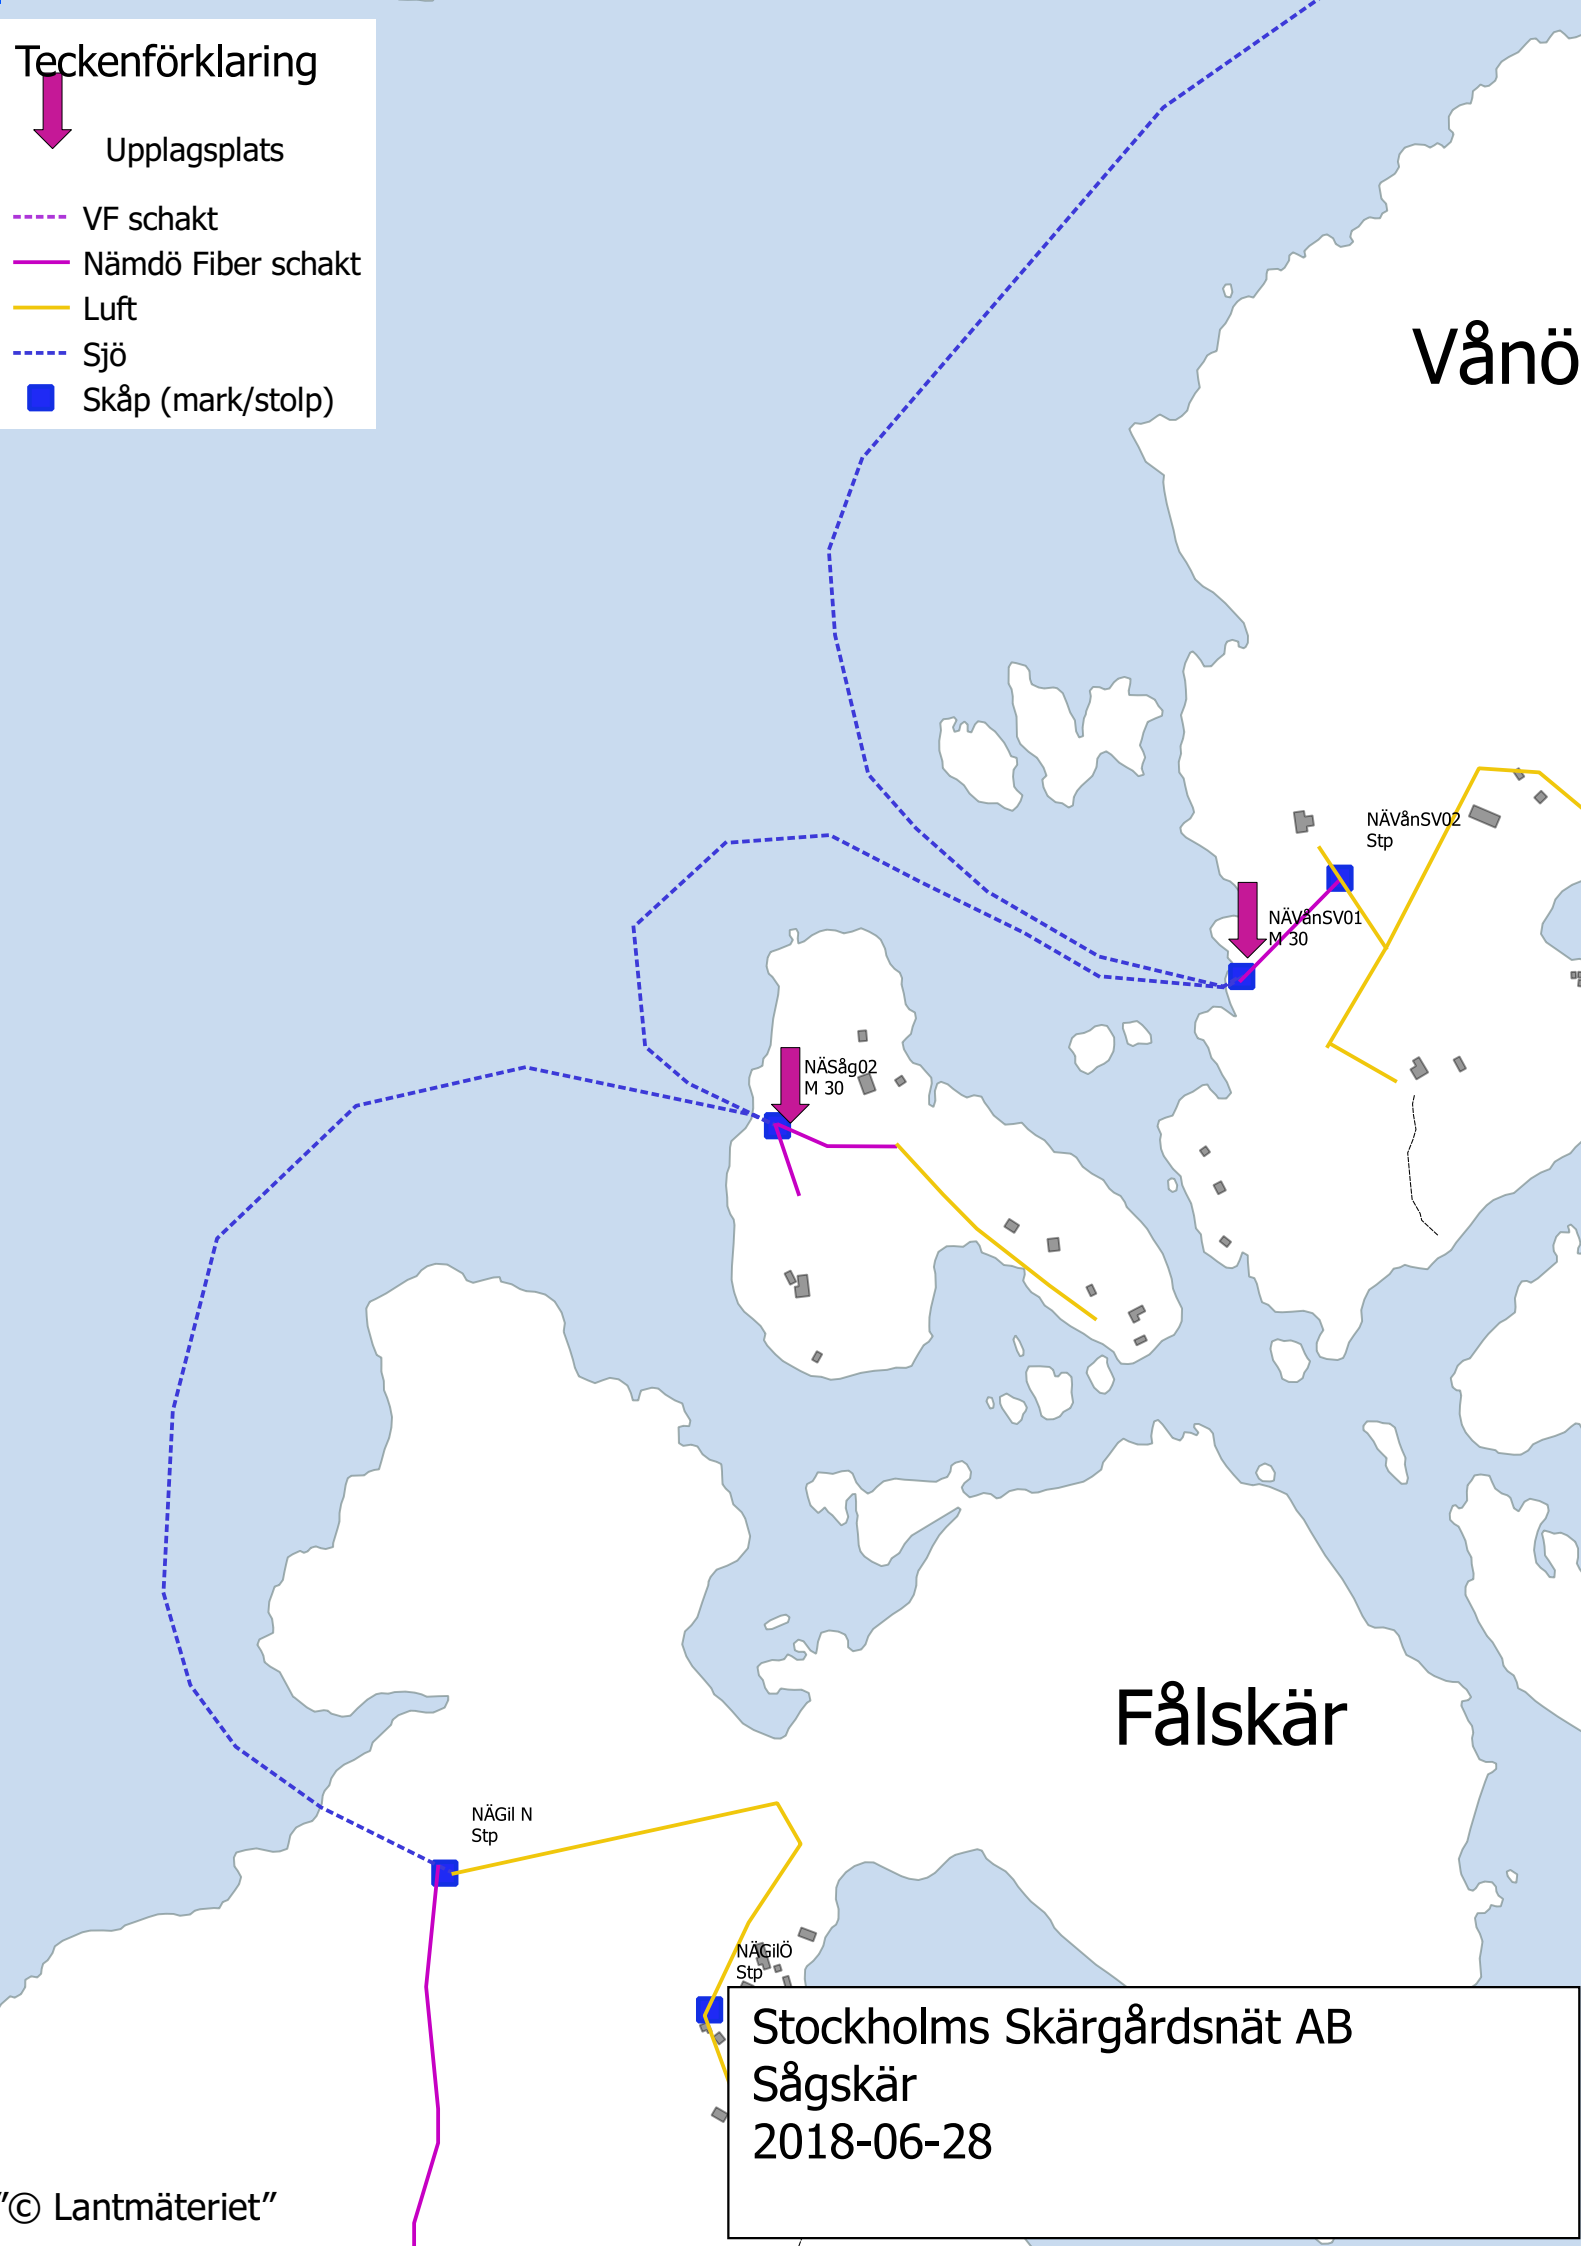 Teckenförklaring
Upplagsplats
VF schakt
Nämdö Fiber schakt
Luft
Sjö
Skåp (mark/stolp)
Vånö
NÄVånSV02
Stp
NÄVånSV01
M 30
NÄSåg02
M 30
Fålskär
NÄGil N
Stp
NÄGilÖ
Stp
Stockholms Skärgårdsnät AB
Sågskär
2018-06-28
"© Lantmäteriet"